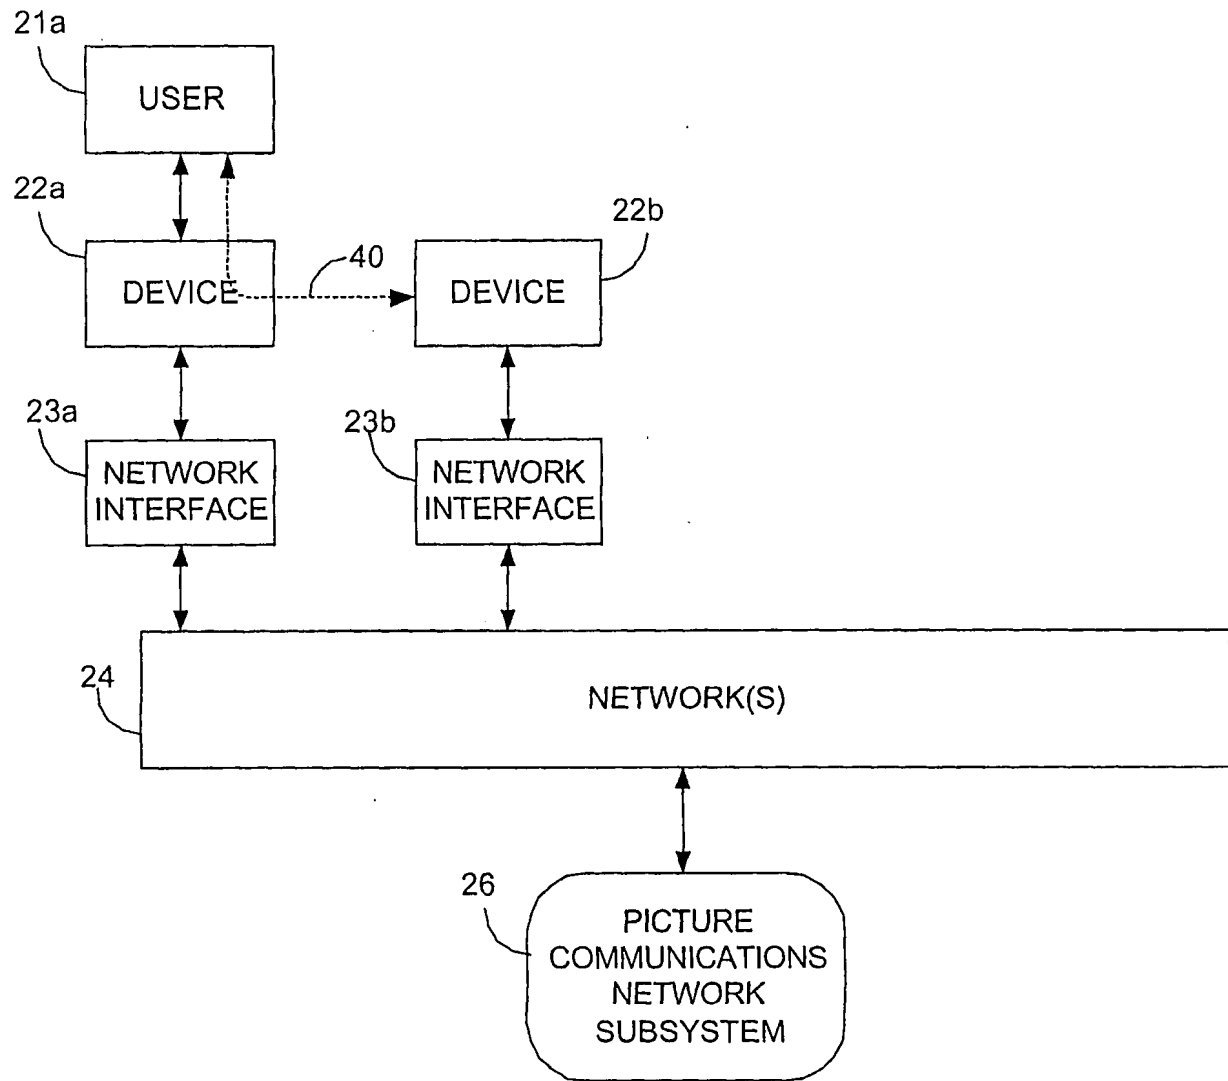 21a
USER
22a
22b
40
DEVICE
DEVICE
23a
23b
NETWORK
INTERFACE
NETWORK
INTERFACE
24
NETWORK(S)
26
PICTURE
COMMUNICATIONS
NETWORK
SUBSYSTEM